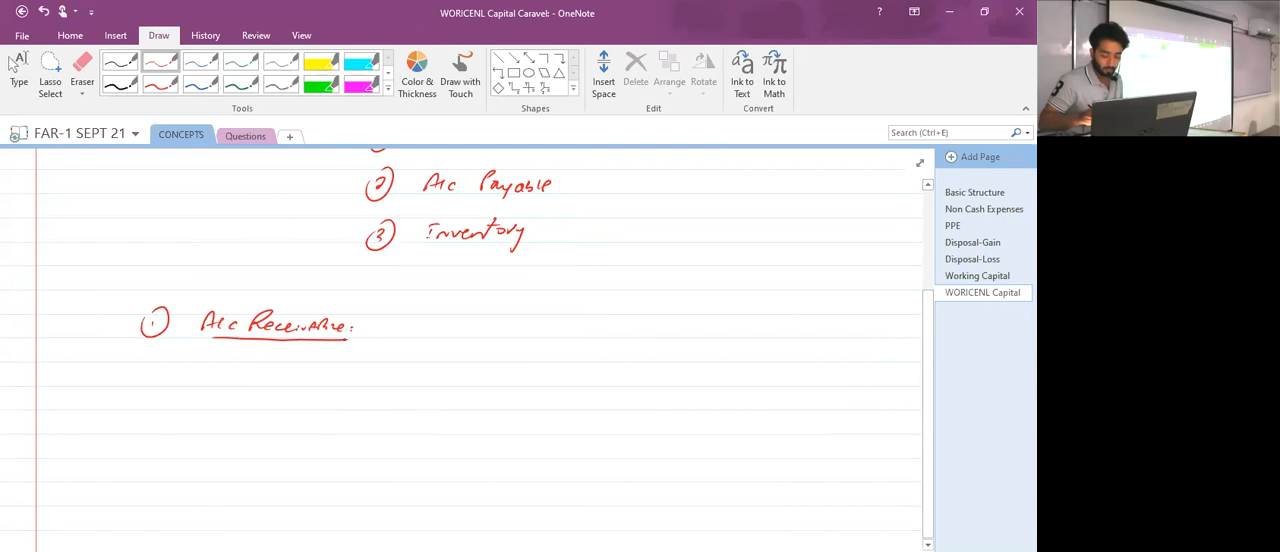 WORICENL Capital Caravel: - OneNote
?
File Home Insert Draw History Review View
Type
Lasso Select
Eraser
Color & Thickness
Draw with Touch
Insert Space
Delete
Arrange
Rotate
Ink to Text
Ink to Math
Tools
Shapes
Edit
Convert
FAR-1 SEPT 21 CONCEPTS Questions
Search (Ctrl+E)
Add Page
Basic Structure
Non Cash Expenses
PPE
Disposal-Gain
Disposal-Loss
Working Capital
WORICENL Capital
2 A/c Payable
3 Inventory
1. A/c Receivable:
3